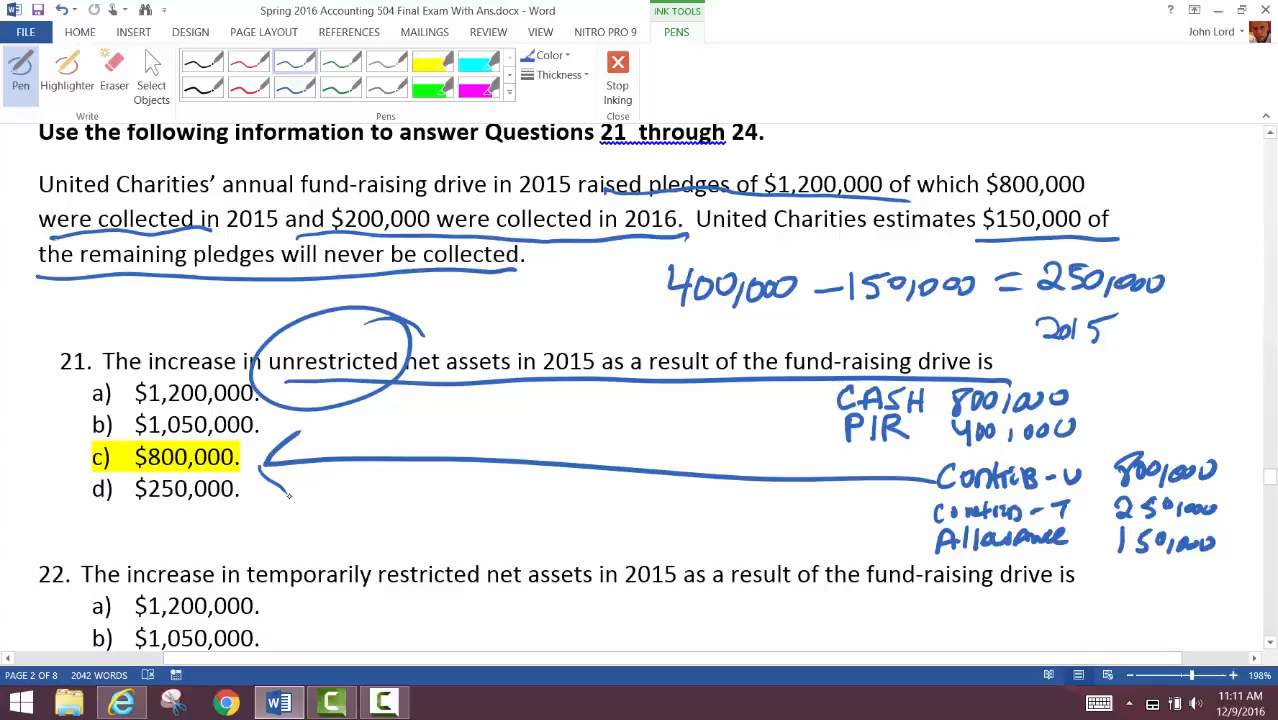 Spring 2016 Accounting 504 Final Exam With Ans.docx - Word
INK TOOLS
FILE HOME INSERT DESIGN PAGE LAYOUT REFERENCES MAILINGS REVIEW VIEW NITRO PRO 9 PENS
John Lord
Pen Highlighter Eraser Select Objects
Color
Thickness
Stop Inking
Write Pens Close
Use the following information to answer Questions 21 through 24.
United Charities’ annual fund-raising drive in 2015 raised pledges of $1,200,000 of which $800,000
were collected in 2015 and $200,000 were collected in 2016. United Charities estimates $150,000 of
the remaining pledges will never be collected.
400,000 - 150,000 = 250,000
2015
21. The increase in unrestricted net assets in 2015 as a result of the fund-raising drive is
a) $1,200,000.
CASH 800,000
b) $1,050,000.
PIR 400,000
c) $800,000.
Contrib - U 800,000
d) $250,000.
Contrib - T 250,000
Allowance 150,000
22. The increase in temporarily restricted net assets in 2015 as a result of the fund-raising drive is
a) $1,200,000.
b) $1,050,000.
PAGE 2 OF 8 2042 WORDS 198%
11:11 AM
12/9/2016